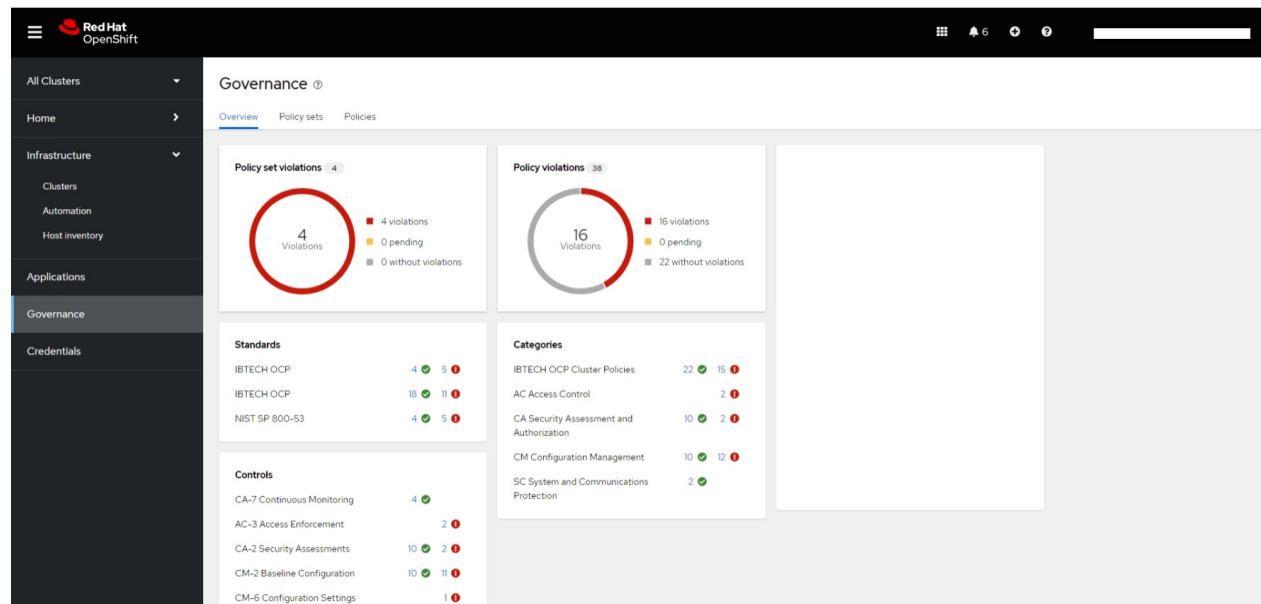 Red Hat
OpenShift
6
All Clusters
Home
Infrastructure
Clusters
Automation
Host inventory
Applications
Governance
Credentials
Governance
Overview Policy sets Policies
Policy set violations 4
4
Violations
4 violations
0 pending
0 without violations
Policy violations 38
16
Violations
16 violations
0 pending
22 without violations
Standards
IBTECH OCP 4 5
IBTECH OCP 18 11
NIST SP 800-53 4 5
Controls
CA-7 Continuous Monitoring 4
AC-3 Access Enforcement 2
CA-2 Security Assessments 10 2
CM-2 Baseline Configuration 10 11
CM-6 Configuration Settings 1
Categories
IBTECH OCP Cluster Policies 22 15
AC Access Control 2
CA Security Assessment and 10 2
Authorization
CM Configuration Management 10 12
SC System and Communications 2
Protection